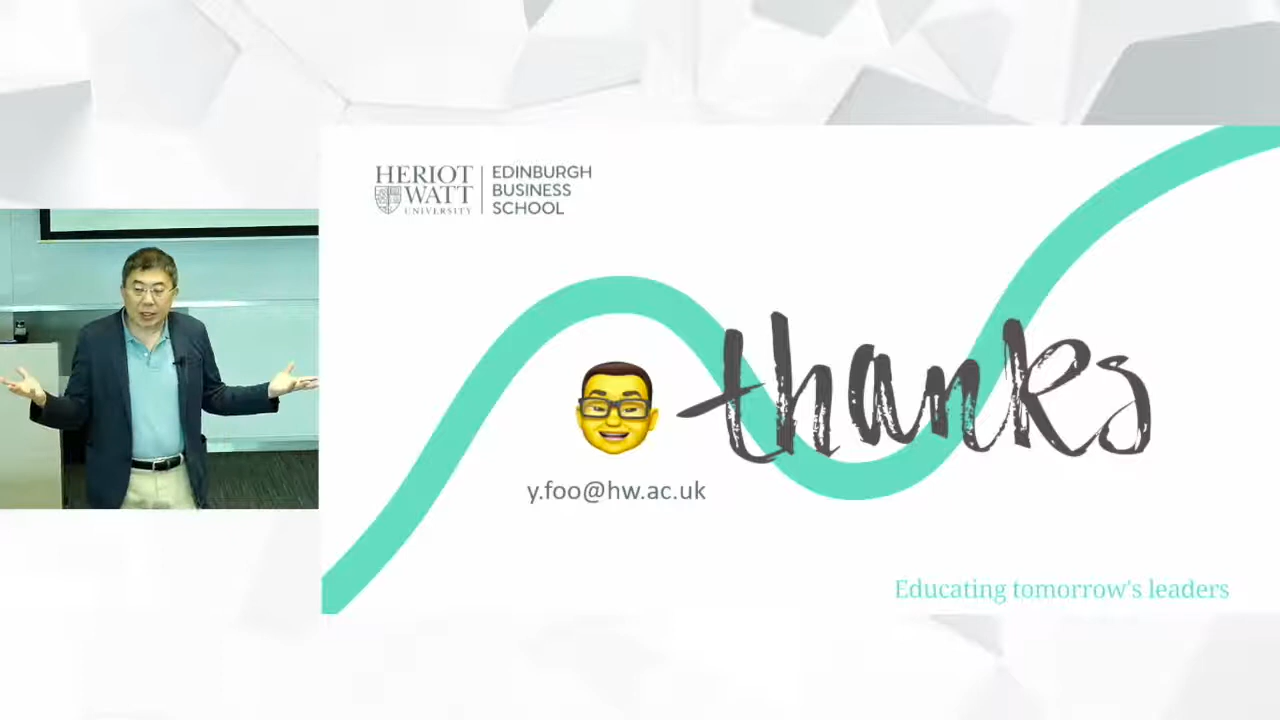 HERIOT
WATT
UNIVERSITY
EDINBURGH
BUSINESS
SCHOOL
thanks
y.foo@hw.ac.uk
Educating tomorrow's leaders